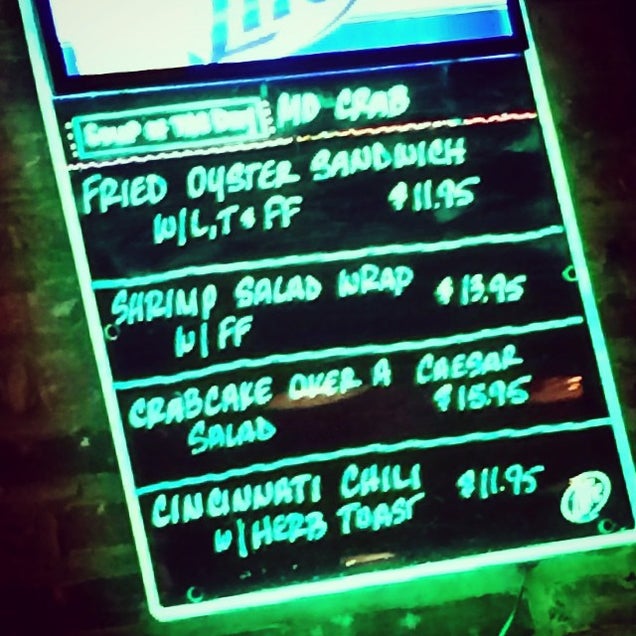 Lite
SOUP OF THE DAY MD CRAB
FRIED OYSTER SANDWICH
W/L,T & FF $11.95
SHRIMP SALAD WRAP $13.95
W/ FF
CRABCAKE OVER A CAESAR
SALAD $15.95
CINCINNATI CHILI $11.95
W/HERB TOAST